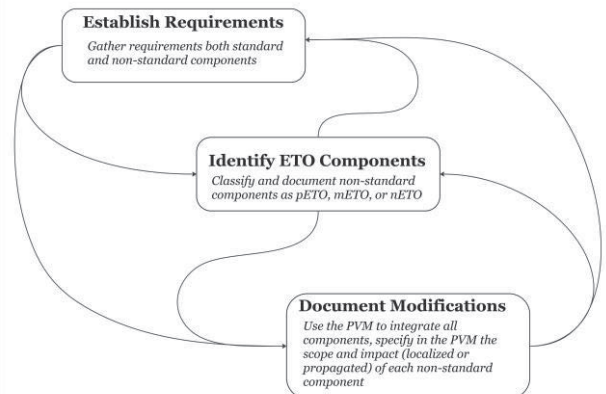 Establish Requirements
Gather requirements both standard
and non-standard components
Identify ETO Components
Classify and document non-standard
components as pETO, mETO, or nETO
Document Modifications
Use the PVM to integrate all
components, specify in the PVM the
scope and impact (localized or
propagated) of each non-standard
component